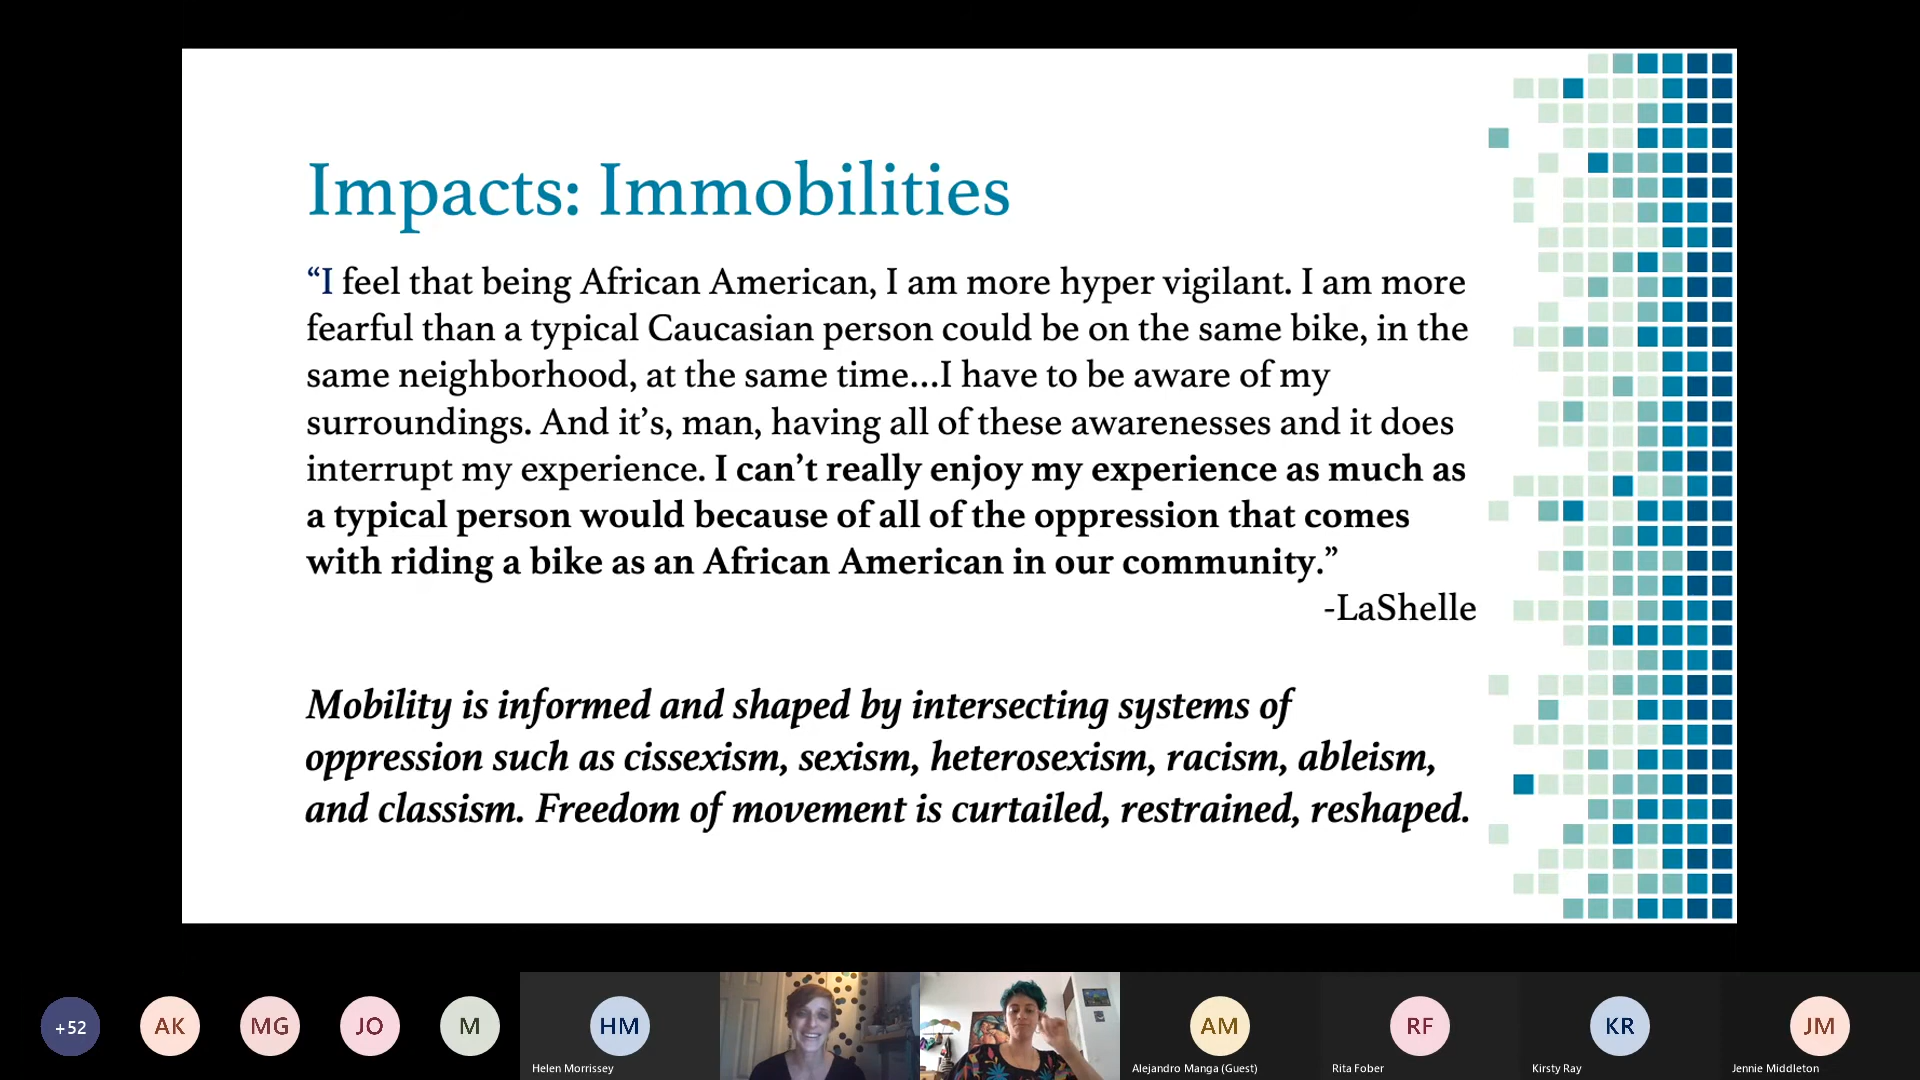 Impacts: Immobilities
“I feel that being African American, I am more hyper vigilant. I am more
fearful than a typical Caucasian person could be on the same bike, in the
same neighborhood, at the same time...I have to be aware of my
surroundings. And it’s, man, having all of these awarenesses and it does
interrupt my experience. I can’t really enjoy my experience as much as
a typical person would because of all of the oppression that comes
with riding a bike as an African American in our community.”
-LaShelle
Mobility is informed and shaped by intersecting systems of
oppression such as cissexism, sexism, heterosexism, racism, ableism,
and classism. Freedom of movement is curtailed, restrained, reshaped.
+52
AK
MG
JO
M
HM
Helen Morrissey
AM
Alejandro Manga (Guest)
RF
Rita Fober
KR
Kirsty Ray
JM
Jennie Middleton